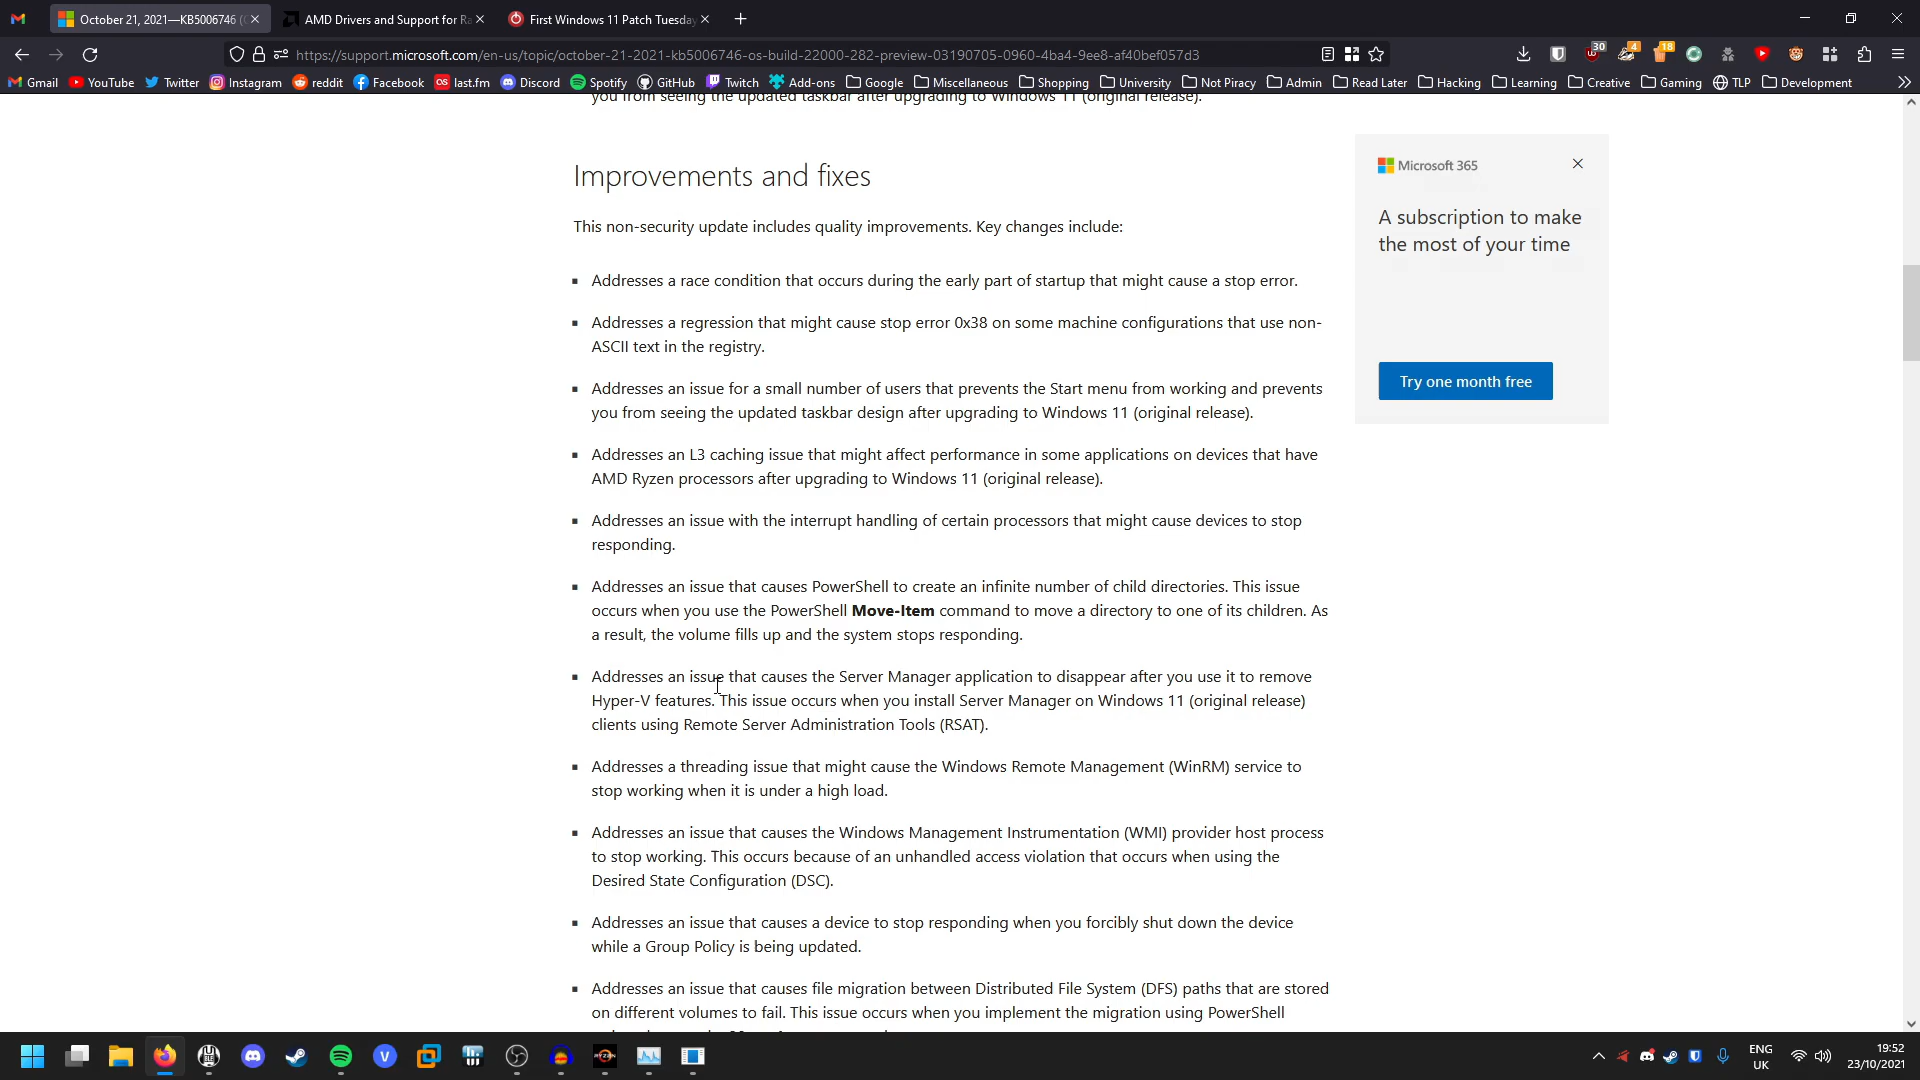 October 21, 2021—KB5006746 (
AMD Drivers and Support for Ra
First Windows 11 Patch Tuesday
https://support.microsoft.com/en-us/topic/october-21-2021-kb5006746-os-build-22000-282-preview-03190705-0960-4ba4-9ee8-af40bef057d3
30
4
18
Gmail
YouTube
Twitter
Instagram
reddit
Facebook
last.fm
Discord
Spotify
GitHub
Twitch
Add-ons
Google
Miscellaneous
Shopping
University
Not Piracy
Admin
Read Later
Hacking
Learning
Creative
Gaming
TLP
Development
you from seeing the updated taskbar after upgrading to Windows 11 (original release).
Improvements and fixes
This non-security update includes quality improvements. Key changes include:
Addresses a race condition that occurs during the early part of startup that might cause a stop error.
Addresses a regression that might cause stop error 0x38 on some machine configurations that use non-
ASCII text in the registry.
Addresses an issue for a small number of users that prevents the Start menu from working and prevents
you from seeing the updated taskbar design after upgrading to Windows 11 (original release).
Addresses an L3 caching issue that might affect performance in some applications on devices that have
AMD Ryzen processors after upgrading to Windows 11 (original release).
Addresses an issue with the interrupt handling of certain processors that might cause devices to stop
responding.
Addresses an issue that causes PowerShell to create an infinite number of child directories. This issue
occurs when you use the PowerShell Move-Item command to move a directory to one of its children. As
a result, the volume fills up and the system stops responding.
Addresses an issue that causes the Server Manager application to disappear after you use it to remove
Hyper-V features. This issue occurs when you install Server Manager on Windows 11 (original release)
clients using Remote Server Administration Tools (RSAT).
Addresses a threading issue that might cause the Windows Remote Management (WinRM) service to
stop working when it is under a high load.
Addresses an issue that causes the Windows Management Instrumentation (WMI) provider host process
to stop working. This occurs because of an unhandled access violation that occurs when using the
Desired State Configuration (DSC).
Addresses an issue that causes a device to stop responding when you forcibly shut down the device
while a Group Policy is being updated.
Addresses an issue that causes file migration between Distributed File System (DFS) paths that are stored
on different volumes to fail. This issue occurs when you implement the migration using PowerShell
Microsoft 365
A subscription to make
the most of your time
Try one month free
RYZEN
ENG
UK
19:52
23/10/2021